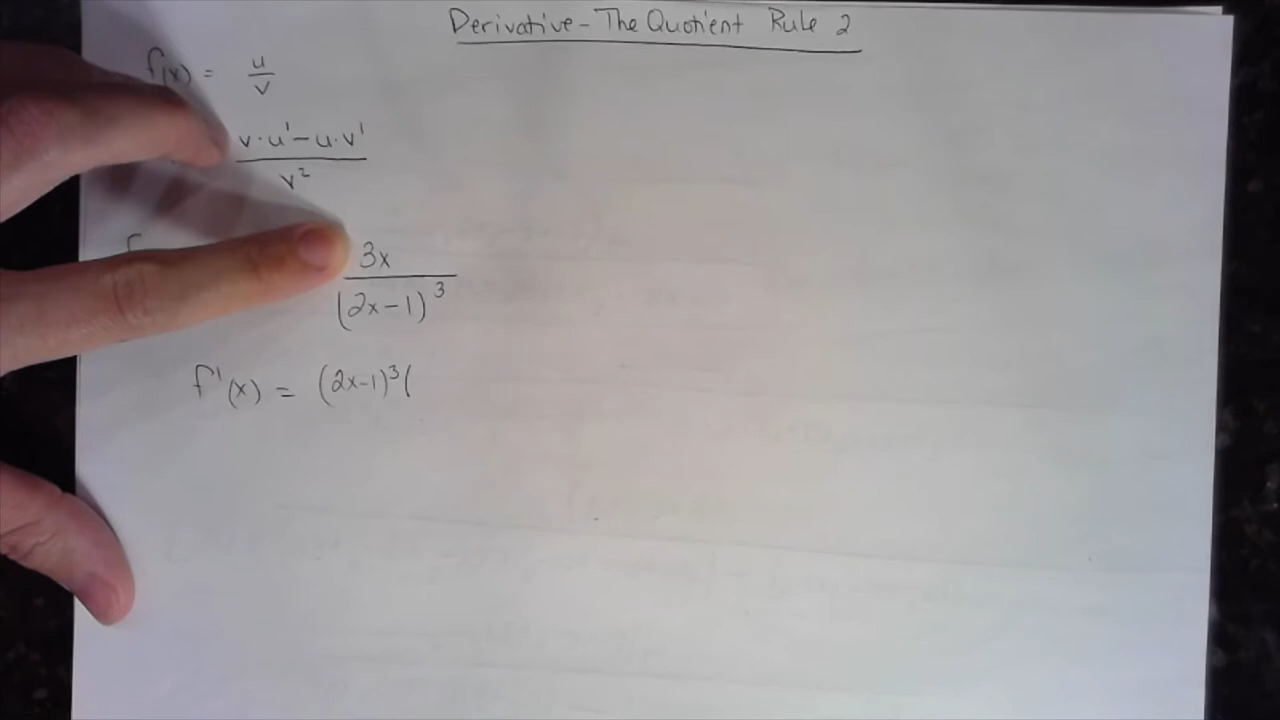 Derivative - The Quotient Rule 2
f(x) = u/v
v·u' - u·v' / v²
3x / (2x-1)³
f'(x) = (2x-1)³(